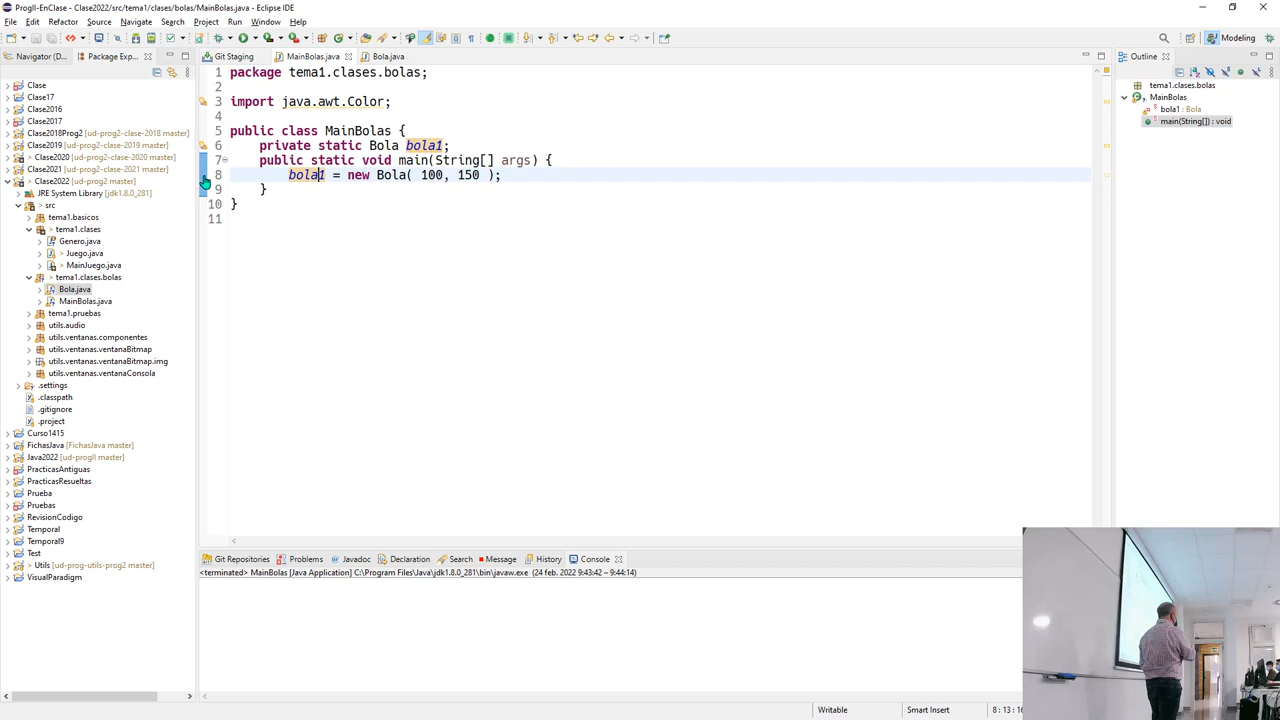 ProgII-EnClase - Clase2022/src/tema1/clases/bolas/MainBolas.java - Eclipse IDE
File Edit Refactor Source Navigate Search Project Run Window Help
Modeling
Navigator (D...
Package Exp...
Git Staging
MainBolas.java
Bola.java
Outline
Clase
Clase17
Clase2016
Clase2017
Clase2018Prog2 [ud-prog2-clase-2018 master]
Clase2019 [ud-prog2-clase-2019 master]
> Clase2020 [ud-prog2-clase-2020 master]
Clase2021 [ud-prog2-clase-2021 master]
> Clase2022 [ud-prog2 master]
JRE System Library [jdk1.8.0_281]
> src
tema1.basicos
> tema1.clases
Genero.java
> Juego.java
> MainJuego.java
> tema1.clases.bolas
Bola.java
MainBolas.java
tema1.pruebas
utils.audio
utils.ventanas.componentes
utils.ventanas.ventanaBitmap
utils.ventanas.ventanaBitmap.img
utils.ventanas.ventanaConsola
.settings
.classpath
.gitignore
.project
Curso1415
FichasJava [FichasJava master]
Java2022 [ud-progII master]
PracticasAntiguas
PracticasResueltas
Prueba
Pruebas
RevisionCodigo
Temporal
Temporal9
Test
> Utils [ud-prog-utils-prog2 master]
VisualParadigm
1 package tema1.clases.bolas;
2
3 import java.awt.Color;
4
5 public class MainBolas {
6 private static Bola bola1;
7 public static void main(String[] args) {
8 bola1 = new Bola( 100, 150 );
9 }
10 }
11
tema1.clases.bolas
MainBolas
bola1 : Bola
main(String[]) : void
Git Repositories
Problems
Javadoc
Declaration
Search
Message
History
Console
<terminated> MainBolas [Java Application] C:\Program Files\Java\jdk1.8.0_281\bin\javaw.exe (24 feb. 2022 9:43:42 – 9:44:14)
Writable
Smart Insert
8 : 13 : 16